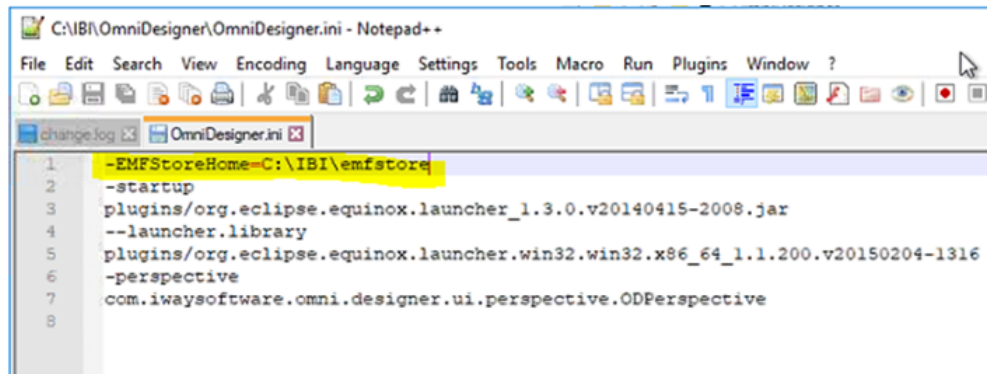 C:\IBI\OmniDesigner\OmniDesigner.ini - Notepad++
File Edit Search View Encoding Language Settings Tools Macro Run Plugins Window ?
change.log OmniDesigner.ini
1 -EMFStoreHome=C:\IBI\emfstore
2 -startup
3 plugins/org.eclipse.equinox.launcher_1.3.0.v20140415-2008.jar
4 --launcher.library
5 plugins/org.eclipse.equinox.launcher.win32.win32.x86_64_1.1.200.v20150204-1316
6 -perspective
7 com.iwaysoftware.omni.designer.ui.perspective.ODPerspective
8